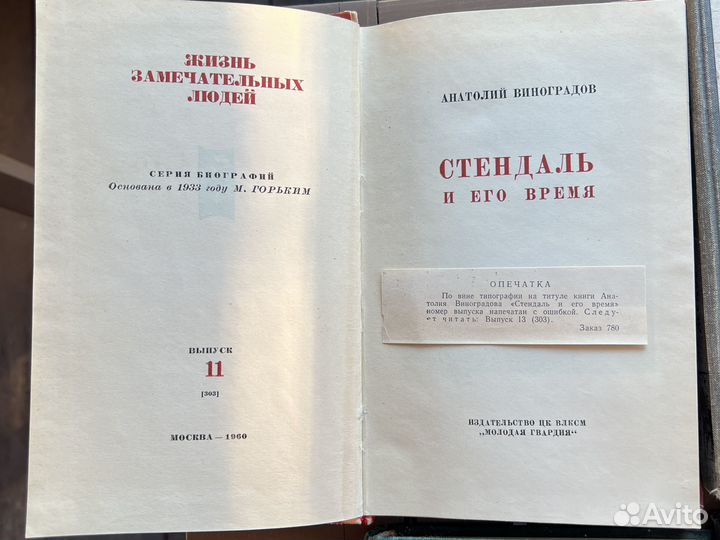 ЖИЗНЬ
ЗАМЕЧАТЕЛЬНЫХ
ЛЮДЕЙ
СЕРИЯ БИОГРАФИЙ
Основана в 1933 году М. ГОРЬКИМ
ВЫПУСК
11
[303]
МОСКВА — 1960
АНАТОЛИЙ ВИНОГРАДОВ
СТЕНДАЛЬ
И ЕГО ВРЕМЯ
ОПЕЧАТКА
По вине типографии на титуле книги Ана-
толия Виноградова «Стендаль и его время»
номер выпуска напечатан с ошибкой. Следу-
ет читать: Выпуск 13 (303).
Заказ 780
ИЗДАТЕЛЬСТВО ЦК ВЛКСМ
„МОЛОДАЯ ГВАРДИЯ“
Avito